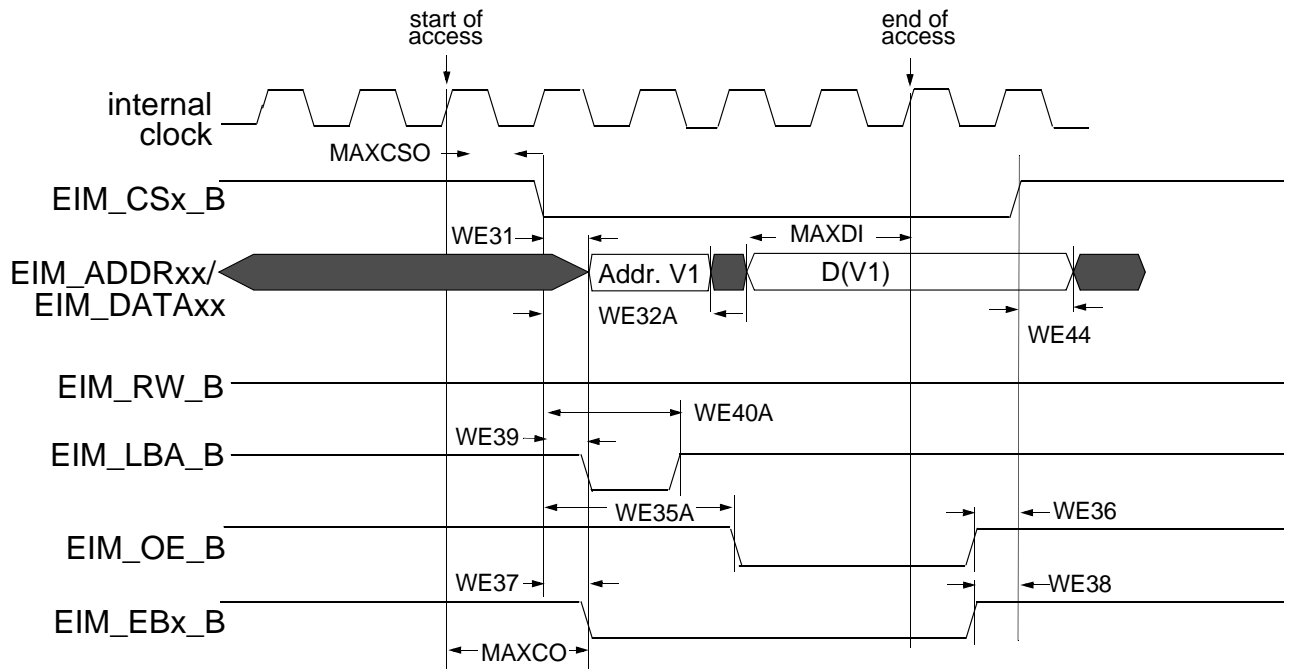 start of
access
end of
access
internal
clock
MAXCSO
EIM_CSx_B
WE31
MAXDI
EIM_ADDRxx/
EIM_DATAxx
Addr. V1
D(V1)
WE32A
WE44
EIM_RW_B
WE40A
WE39
EIM_LBA_B
WE35A
WE36
EIM_OE_B
WE37
WE38
EIM_EBx_B
MAXCO